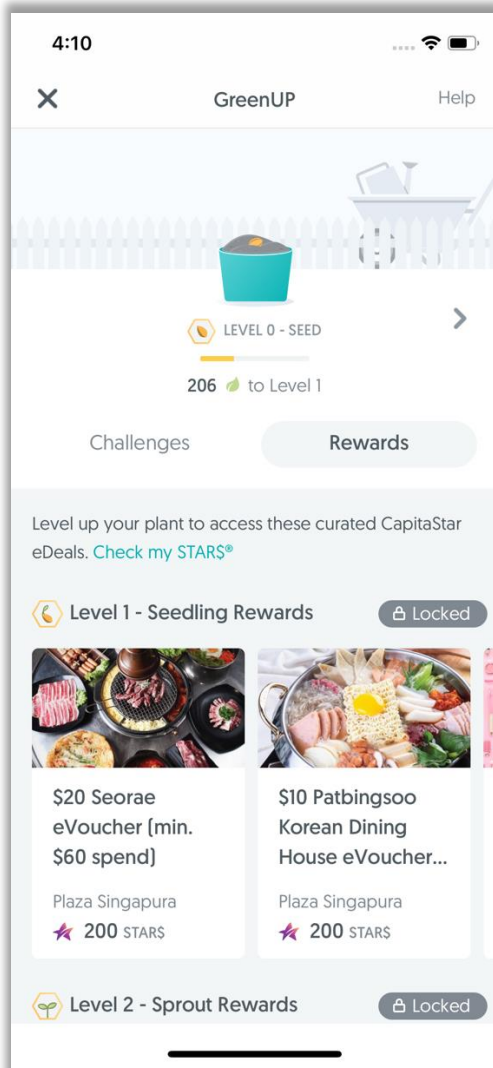 4:10
GreenUP
Help
LEVEL 0 - SEED
206 to Level 1
Challenges
Rewards
Level up your plant to access these curated CapitaStar
eDeals. Check my STAR$®
Level 1 - Seedling Rewards
Locked
$20 Seorae
eVoucher (min.
$60 spend)
Plaza Singapura
200 STAR$
$10 Patbingsoo
Korean Dining
House eVoucher...
Plaza Singapura
200 STAR$
Level 2 - Sprout Rewards
Locked